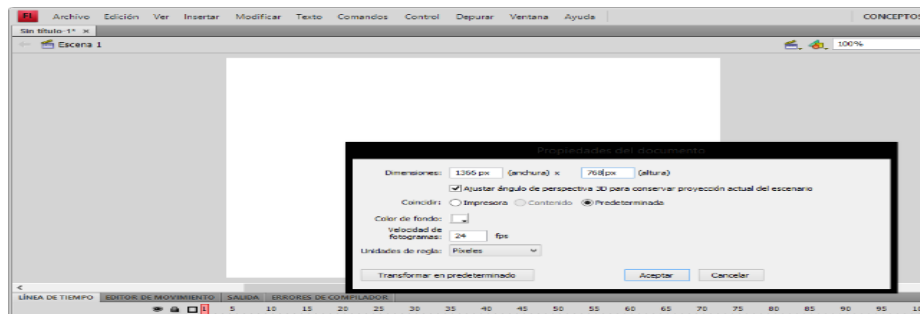 FL Archivo Edición Ver Insertar Modificar Texto Comandos Control Depurar Ventana Ayuda CONCEPTOS
Sin título-1* ×
Escena 1 100%
Propiedades del documento
Dimensiones: 1366 px (anchura) x 768 px (altura)
Ajustar ángulo de perspectiva 3D para conservar proyección actual del escenario
Coincidir: Impresora Contenido Predeterminada
Color de fondo:
Velocidad de
fotogramas: 24 fps
Unidades de regla: Píxeles
Transformar en predeterminado Aceptar Cancelar
LÍNEA DE TIEMPO EDITOR DE MOVIMIENTO SALIDA ERRORES DE COMPILADOR
1 5 10 15 20 25 30 35 40 45 50 55 60 65 70 75 80 85 90 95